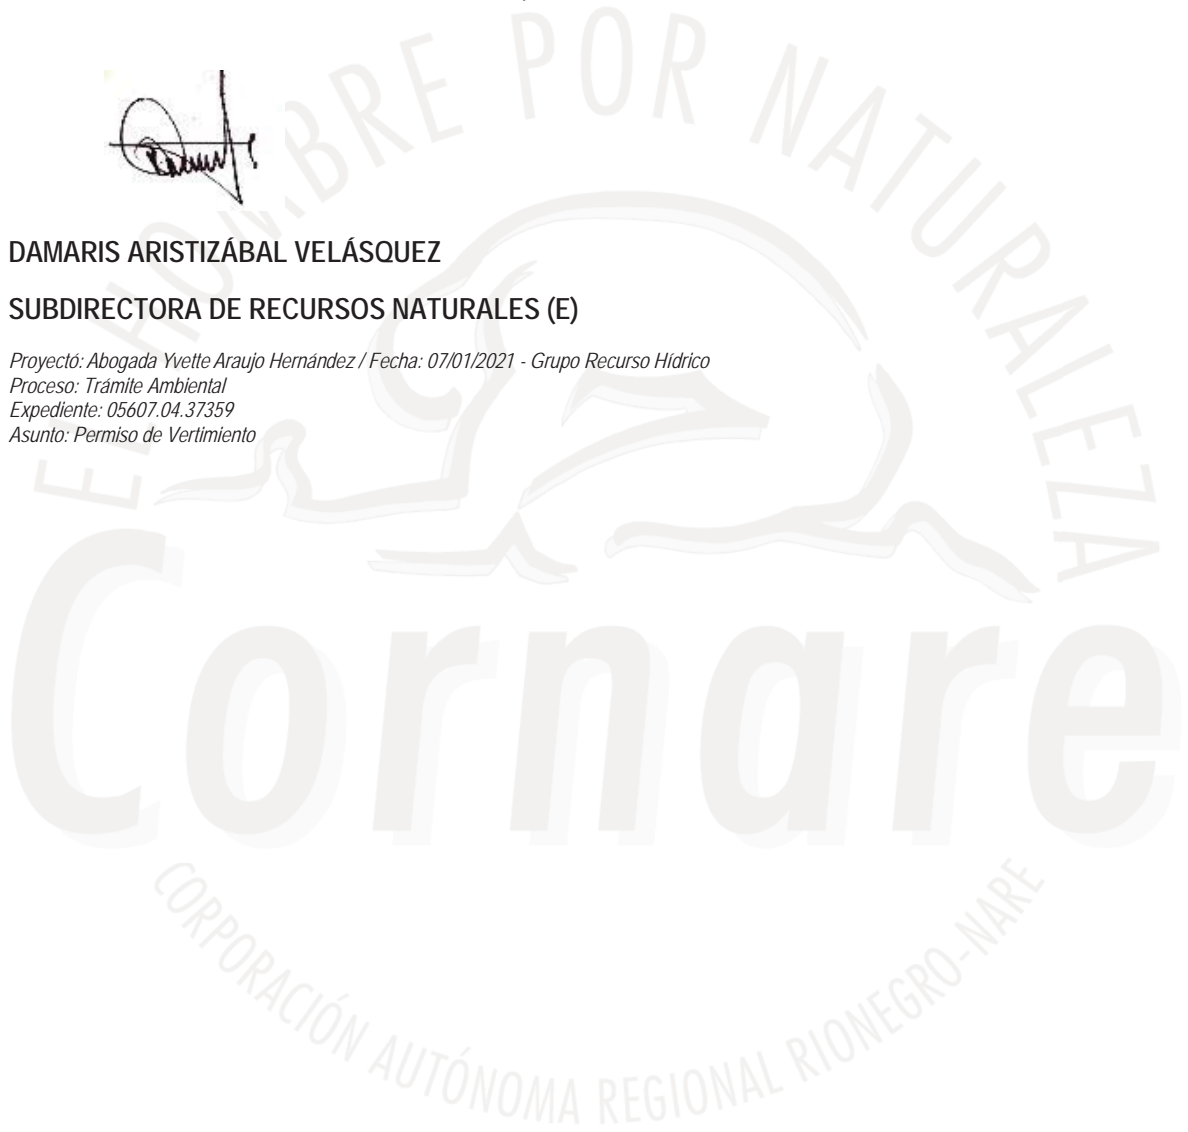 DAMARIS ARISTIZÁBAL VELÁSQUEZ
SUBDIRECTORA DE RECURSOS NATURALES (E)
Proyectó: Abogada Yvette Araujo Hernández / Fecha: 07/01/2021 - Grupo Recurso Hídrico
Proceso: Trámite Ambiental
Expediente: 05607.04.37359
Asunto: Permiso de Vertimiento
EL HOMBRE POR NATURALEZA
Cornare
CORPORACIÓN AUTÓNOMA REGIONAL RIONEGRO-NARE